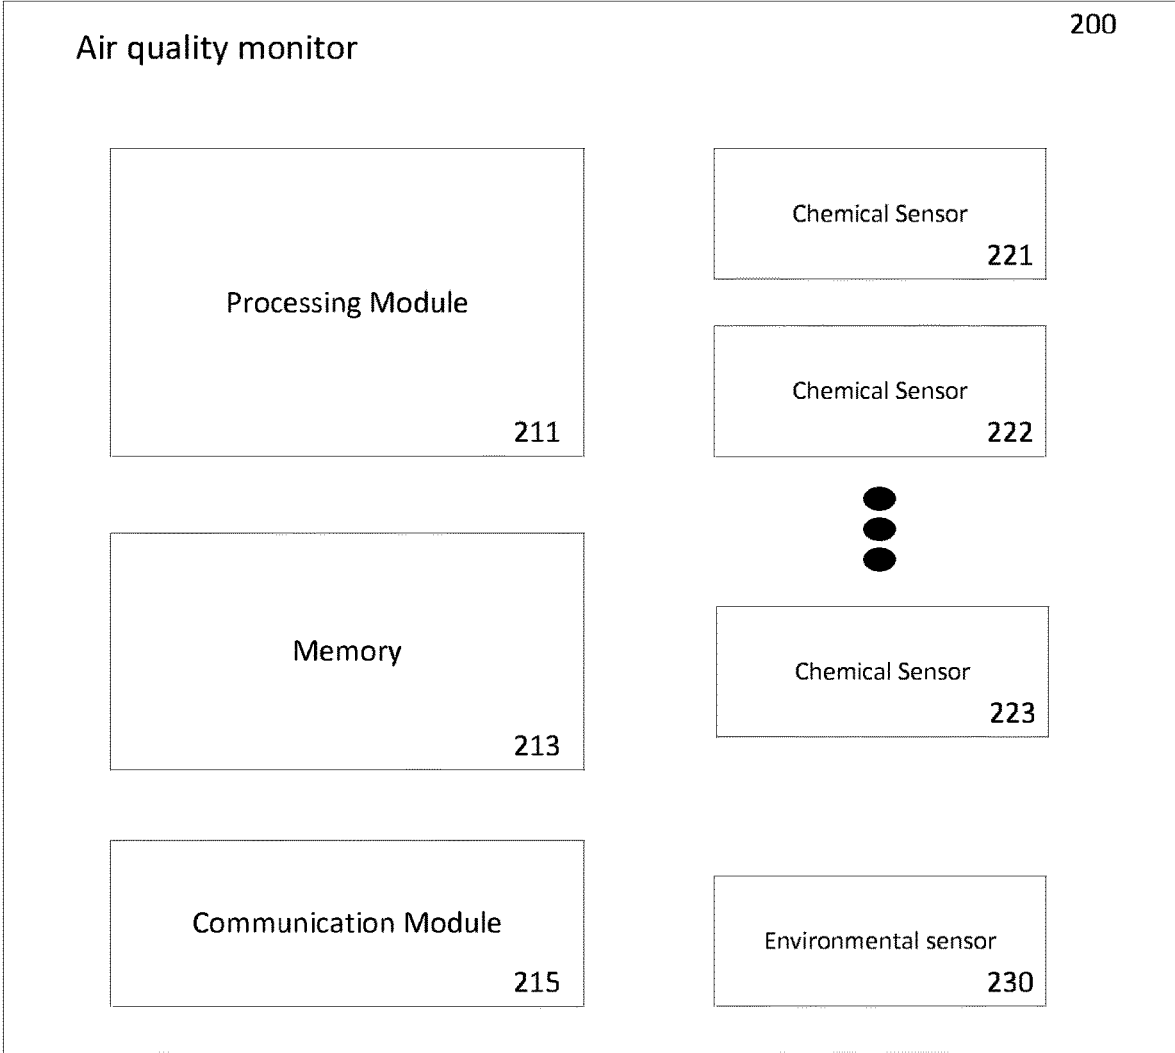 200
Air quality monitor
Processing Module
211
Memory
213
Communication Module
215
Chemical Sensor
221
Chemical Sensor
222
Chemical Sensor
223
Environmental sensor
230